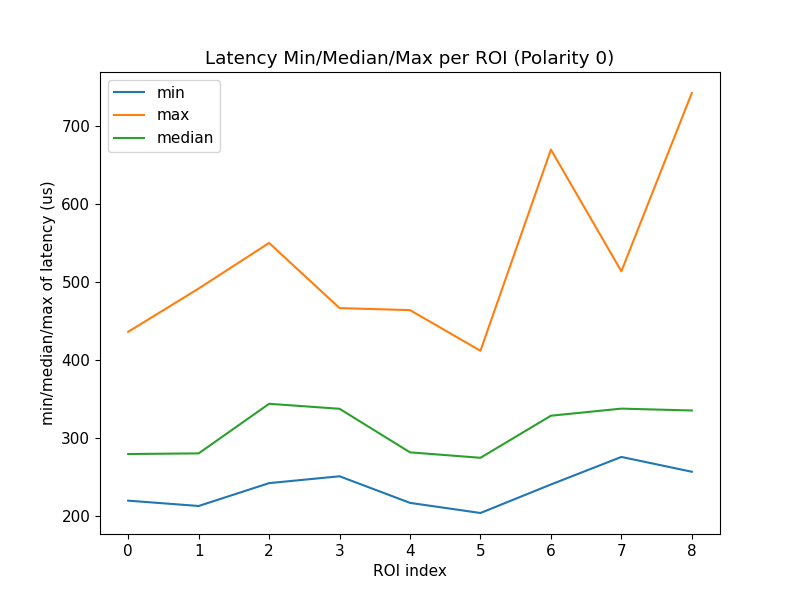 Latency Min/Median/Max per ROI (Polarity 0)
min
max
median
min/median/max of latency (us)
700
600
500
400
300
200
0 1 2 3 4 5 6 7 8
ROI index